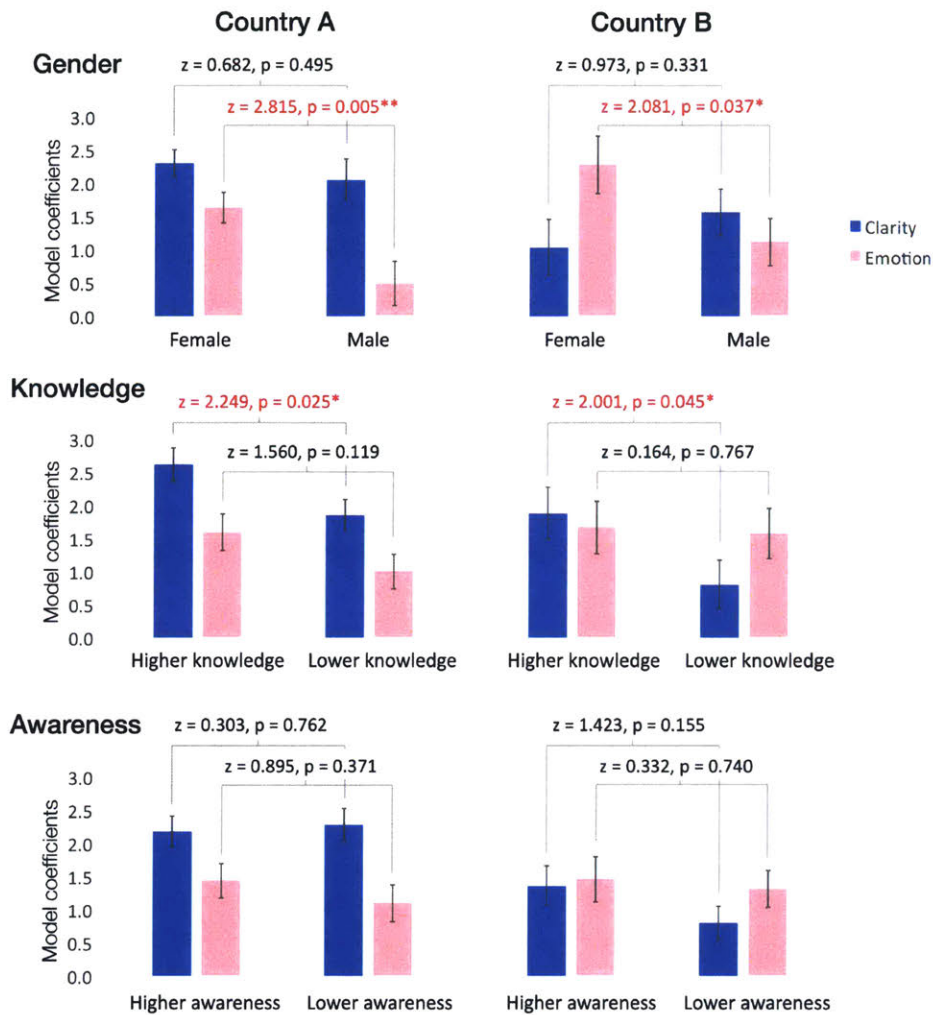 Country A
Country B
Gender
z = 0.682, p = 0.495
z = 0.973, p = 0.331
z = 2.815, p = 0.005**
z = 2.081, p = 0.037*
Model coefficients
3.0
2.5
2.0
1.5
1.0
0.5
0.0
Female
Male
Female
Male
Clarity
Emotion
Knowledge
z = 2.249, p = 0.025*
z = 2.001, p = 0.045*
z = 1.560, p = 0.119
z = 0.164, p = 0.767
Model coefficients
3.0
2.5
2.0
1.5
1.0
0.5
0.0
Higher knowledge
Lower knowledge
Higher knowledge
Lower knowledge
Awareness
z = 0.303, p = 0.762
z = 1.423, p = 0.155
z = 0.895, p = 0.371
z = 0.332, p = 0.740
Model coefficients
3.0
2.5
2.0
1.5
1.0
0.5
0.0
Higher awareness
Lower awareness
Higher awareness
Lower awareness